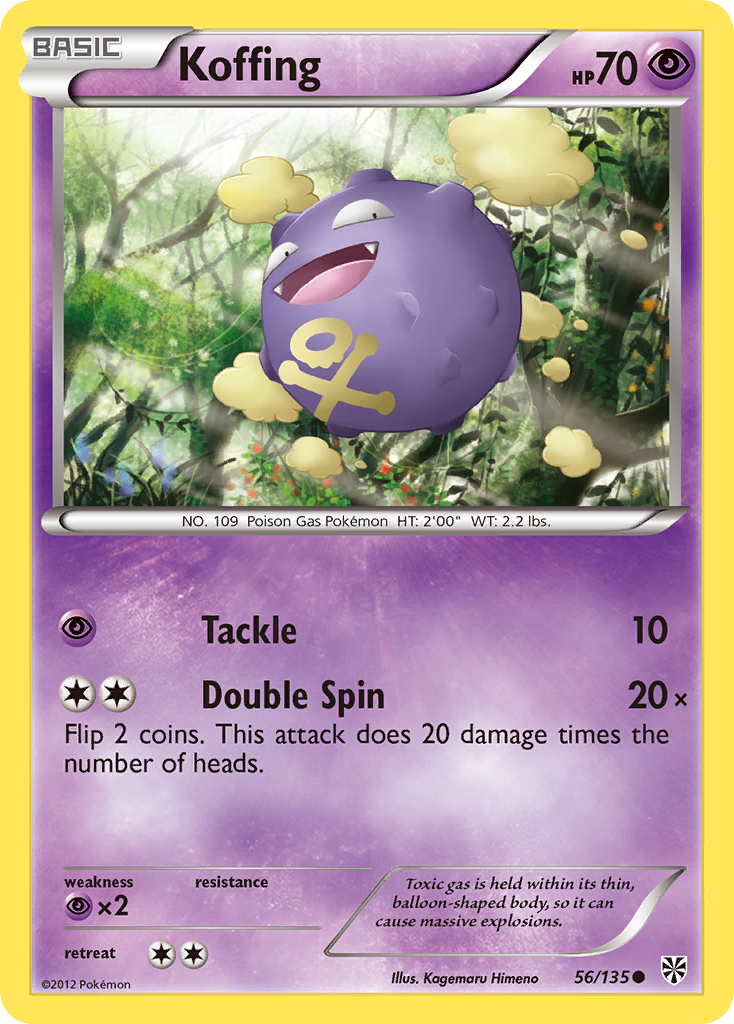 BASIC
Koffing
HP70
NO. 109 Poison Gas Pokémon HT: 2'00" WT: 2.2 lbs.
Tackle 10
Double Spin 20×
Flip 2 coins. This attack does 20 damage times the
number of heads.
weakness resistance
×2
Toxic gas is held within its thin,
balloon-shaped body, so it can
cause massive explosions.
retreat
©2012 Pokémon
Illus. Kagemaru Himeno
56/135